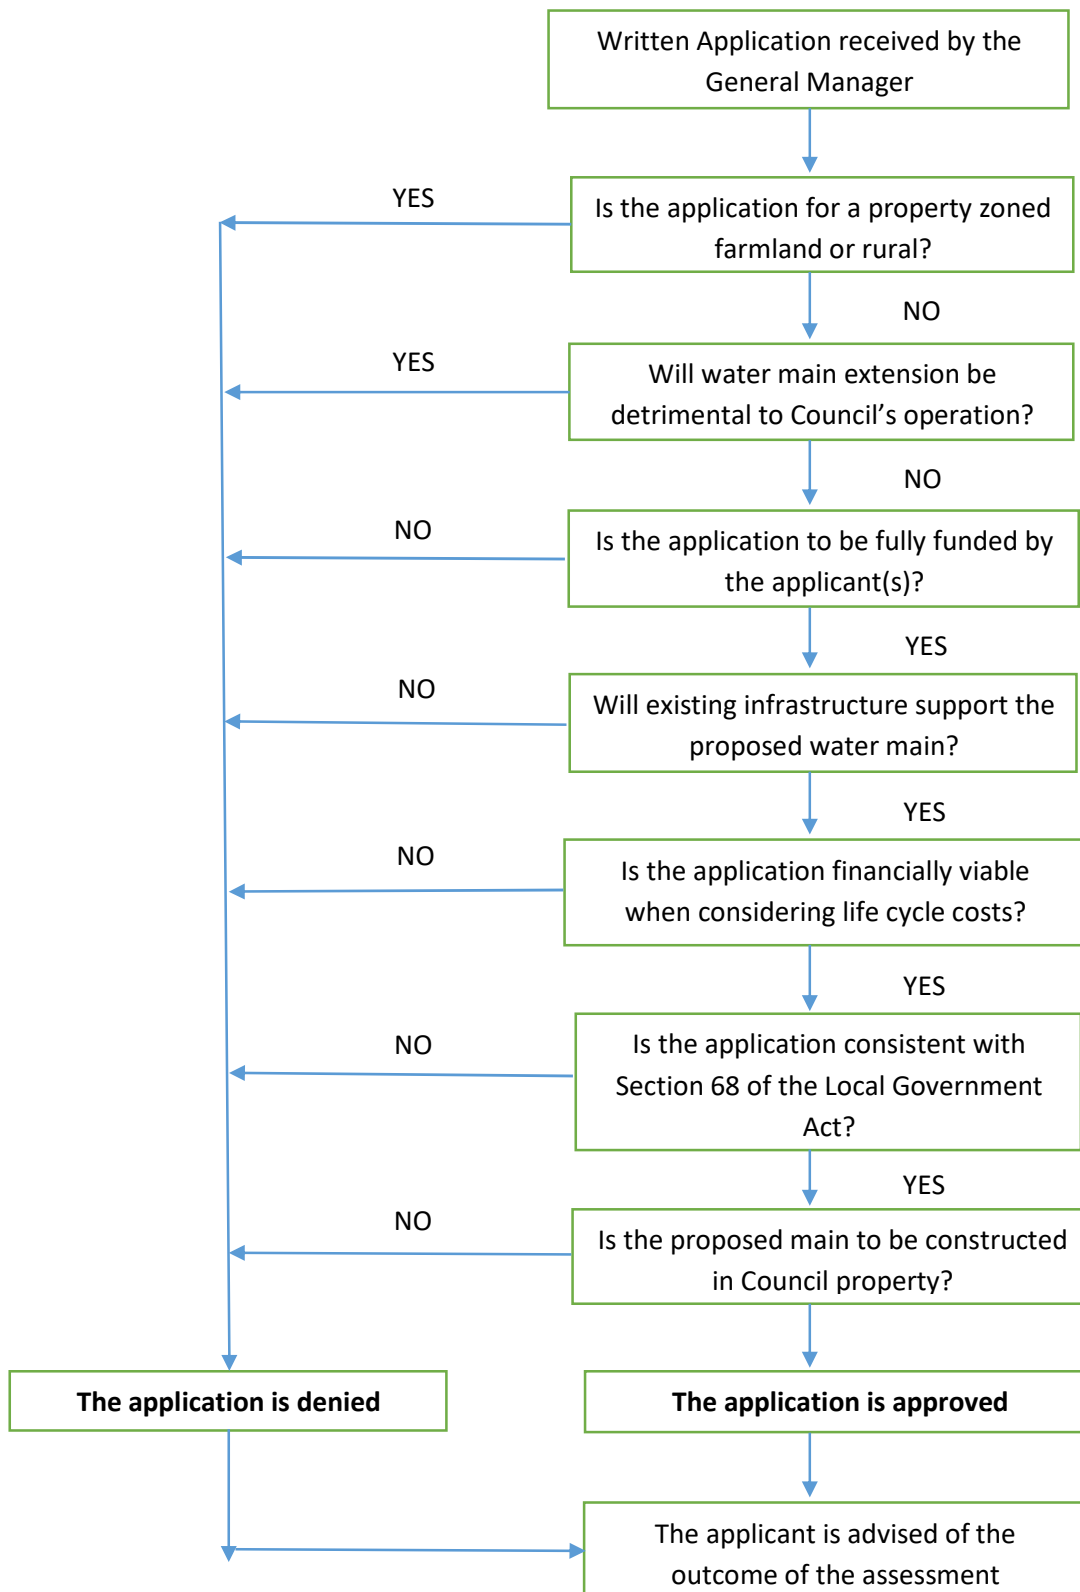 Written Application received by the
General Manager
YES
Is the application for a property zoned
farmland or rural?
NO
YES
Will water main extension be
detrimental to Council’s operation?
NO
NO
Is the application to be fully funded by
the applicant(s)?
YES
NO
Will existing infrastructure support the
proposed water main?
YES
NO
Is the application financially viable
when considering life cycle costs?
YES
NO
Is the application consistent with
Section 68 of the Local Government
Act?
YES
NO
Is the proposed main to be constructed
in Council property?
The application is denied
The application is approved
The applicant is advised of the
outcome of the assessment